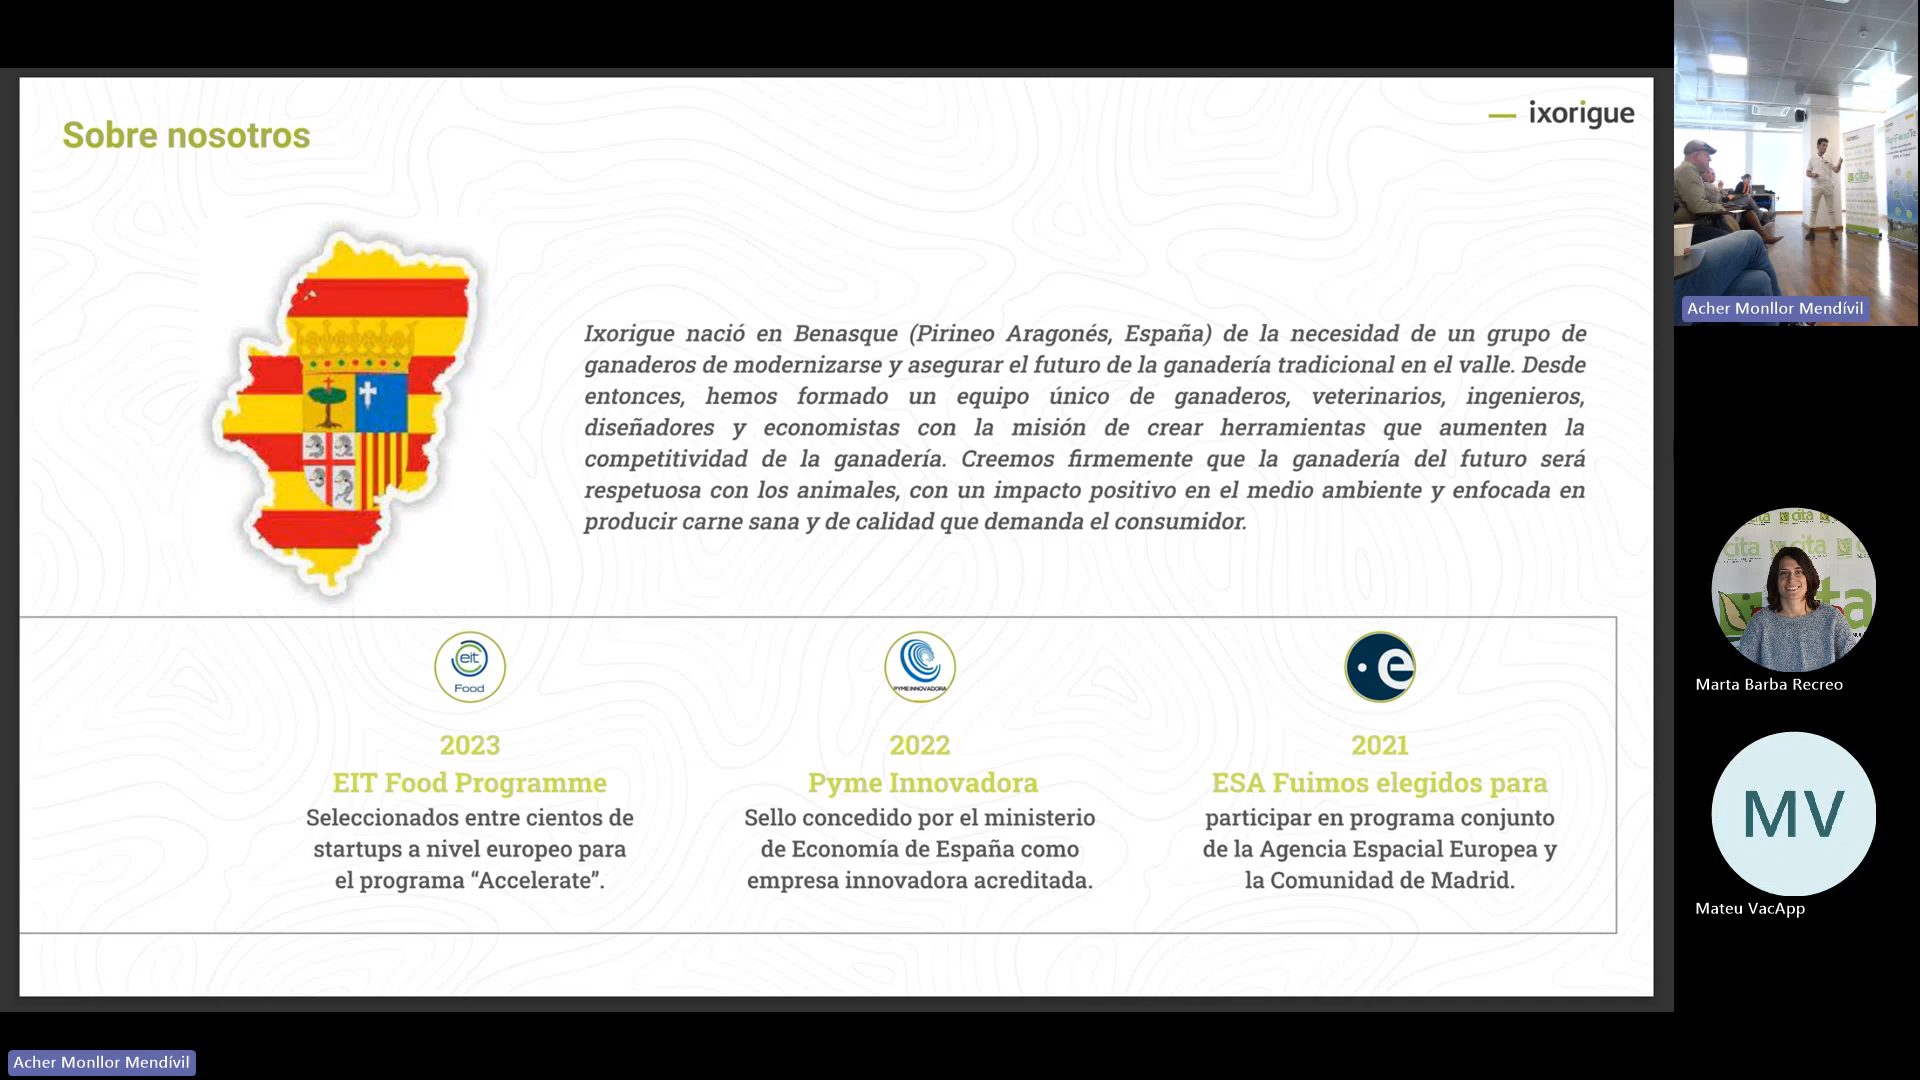 Sobre nosotros
ixorigue
Ixorigue nació en Benasque (Pirineo Aragonés, España) de la necesidad de un grupo de
ganaderos de modernizarse y asegurar el futuro de la ganadería tradicional en el valle. Desde
entonces, hemos formado un equipo único de ganaderos, veterinarios, ingenieros,
diseñadores y economistas con la misión de crear herramientas que aumenten la
competitividad de la ganadería. Creemos firmemente que la ganadería del futuro será
respetuosa con los animales, con un impacto positivo en el medio ambiente y enfocada en
producir carne sana y de calidad que demanda el consumidor.
eit
Food
2023
EIT Food Programme
Seleccionados entre cientos de
startups a nivel europeo para
el programa “Accelerate”.
PYME INNOVADORA
2022
Pyme Innovadora
Sello concedido por el ministerio
de Economía de España como
empresa innovadora acreditada.
e
2021
ESA Fuimos elegidos para
participar en programa conjunto
de la Agencia Espacial Europea y
la Comunidad de Madrid.
Acher Monllor Mendívil
cita
Acher Monllor Mendívil
cita
cita
cita
cita
Marta Barba Recreo
MV
Mateu VacApp